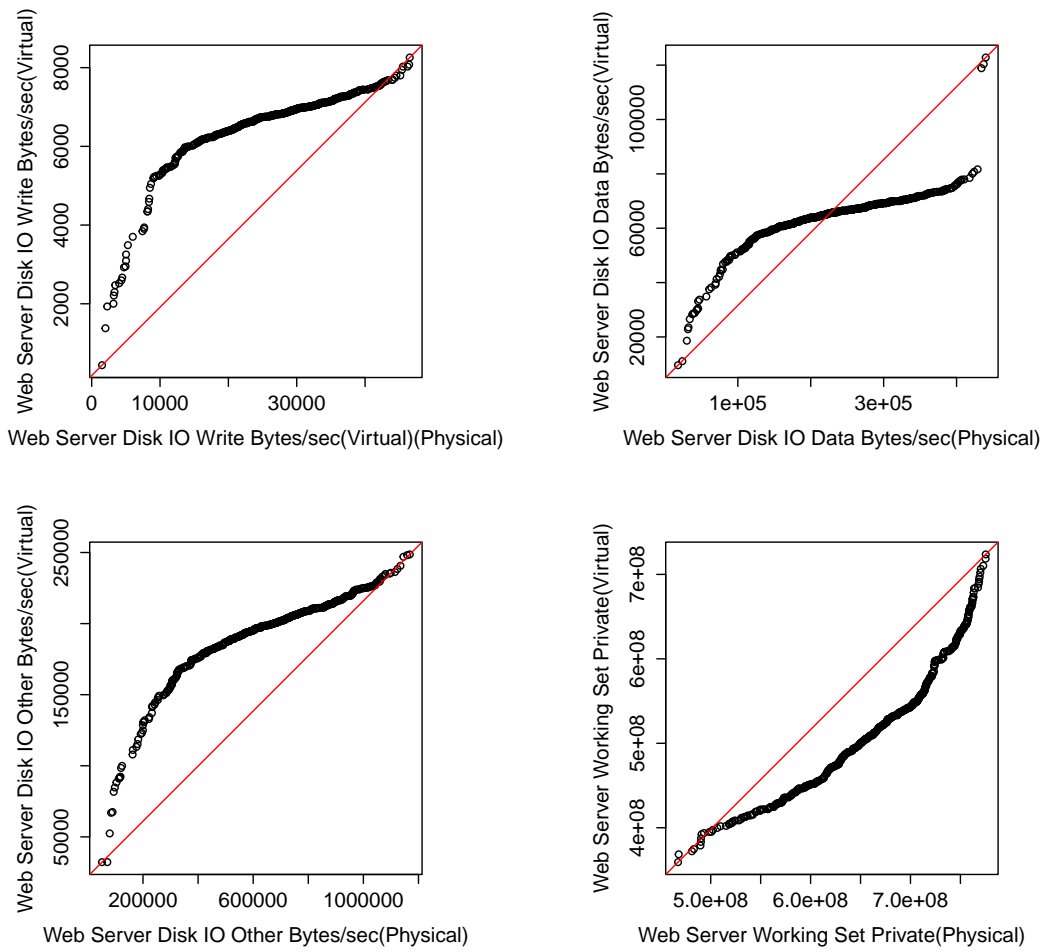 Web Server Disk IO Write Bytes/sec(Virtual)
8000
6000
4000
2000
0
10000
30000
Web Server Disk IO Write Bytes/sec(Virtual)(Physical)
Web Server Disk IO Data Bytes/sec(Virtual)
100000
60000
20000
1e+05
3e+05
Web Server Disk IO Data Bytes/sec(Physical)
Web Server Disk IO Other Bytes/sec(Virtual)
250000
150000
50000
200000
600000
1000000
Web Server Disk IO Other Bytes/sec(Physical)
Web Server Working Set Private(Virtual)
7e+08
6e+08
5e+08
4e+08
5.0e+08
6.0e+08
7.0e+08
Web Server Working Set Private(Physical)